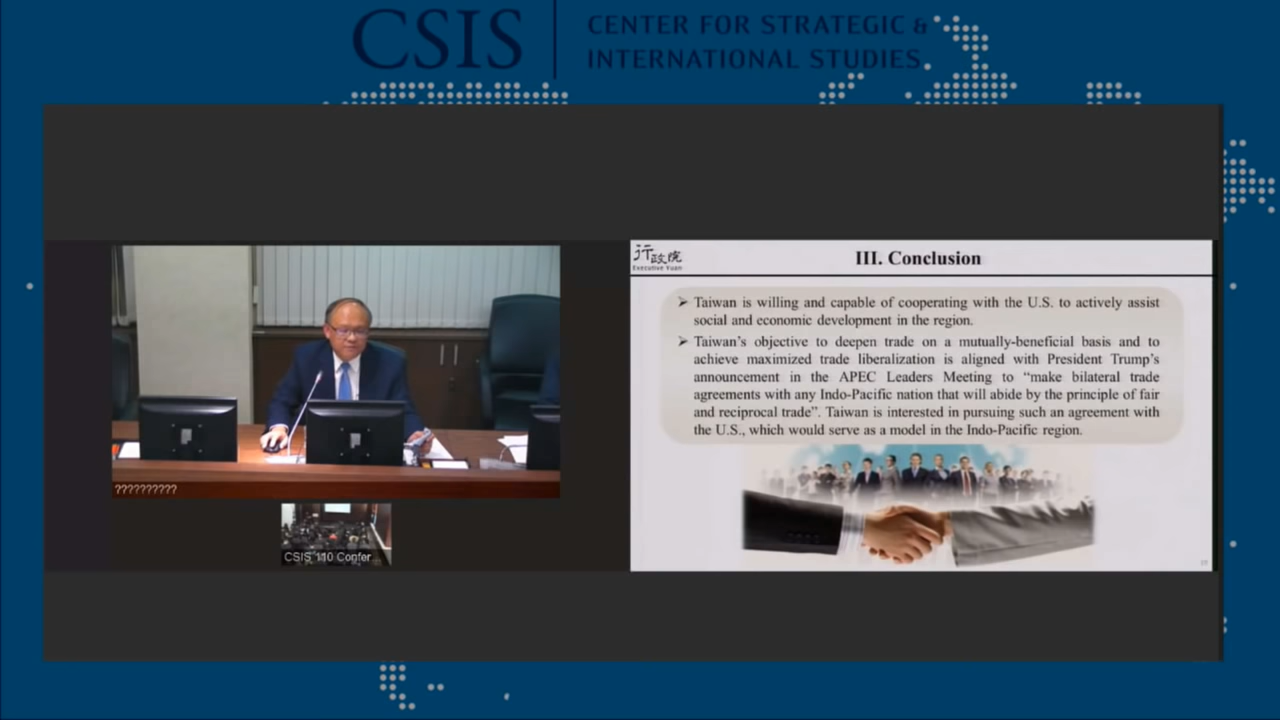 CSIS
CENTER FOR STRATEGIC &
INTERNATIONAL STUDIES
??????????
CSIS 110 Confer...
行政院
Executive Yuan
III. Conclusion
➢ Taiwan is willing and capable of cooperating with the U.S. to actively assist
social and economic development in the region.
➢ Taiwan's objective to deepen trade on a mutually-beneficial basis and to
achieve maximized trade liberalization is aligned with President Trump's
announcement in the APEC Leaders Meeting to “make bilateral trade
agreements with any Indo-Pacific nation that will abide by the principle of fair
and reciprocal trade”. Taiwan is interested in pursuing such an agreement with
the U.S., which would serve as a model in the Indo-Pacific region.